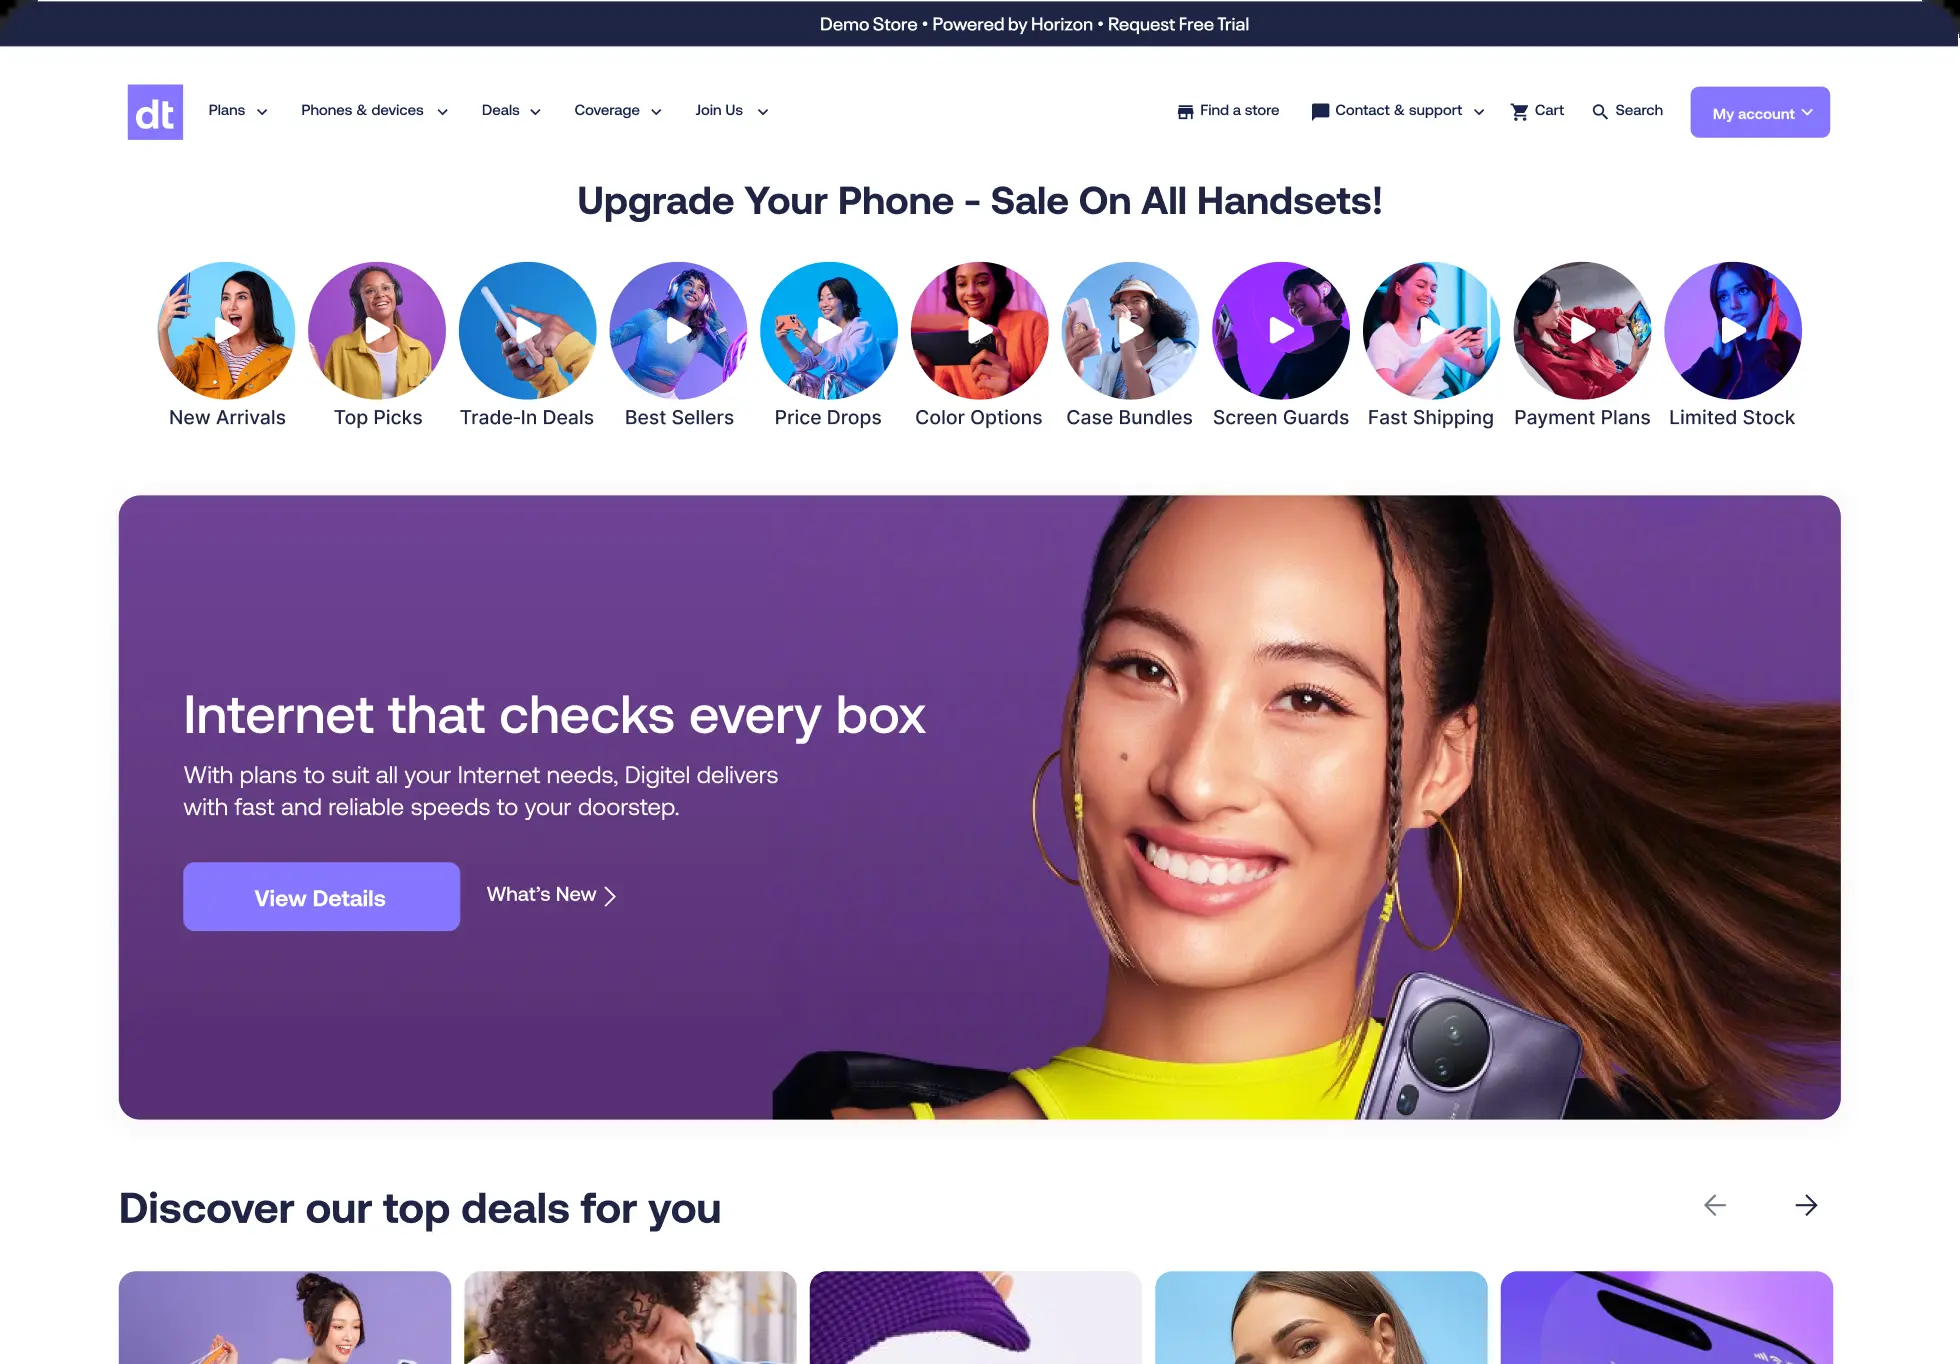 Demo Store • Powered by Horizon • Request Free Trial
dt
Plans
Phones & devices
Deals
Coverage
Join Us
Find a store
Contact & support
Cart
Search
My account
Upgrade Your Phone - Sale On All Handsets!
New Arrivals
Top Picks
Trade-In Deals
Best Sellers
Price Drops
Color Options
Case Bundles
Screen Guards
Fast Shipping
Payment Plans
Limited Stock
Internet that checks every box
With plans to suit all your Internet needs, Digitel delivers
with fast and reliable speeds to your doorstep.
View Details
What’s New
Discover our top deals for you